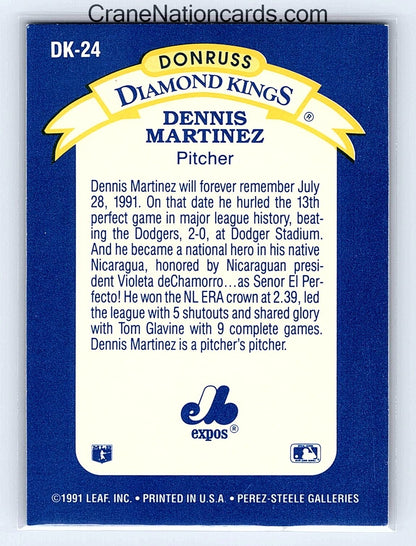 CraneNationcards.com
DK-24
DONRUSS
DIAMOND KINGS®
DENNIS
MARTINEZ
Pitcher
Dennis Martinez will forever remember July
28, 1991. On that date he hurled the 13th
perfect game in major league history, beat-
ing the Dodgers, 2-0, at Dodger Stadium.
And he became a national hero in his native
Nicaragua, honored by Nicaraguan presi-
dent Violeta deChamorro...as Senor El Per-
fecto! He won the NL ERA crown at 2.39, led
the league with 5 shutouts and shared glory
with Tom Glavine with 9 complete games.
Dennis Martinez is a pitcher's pitcher.
expos®
©1991 LEAF, INC. • PRINTED IN U.S.A. • PEREZ-STEELE GALLERIES